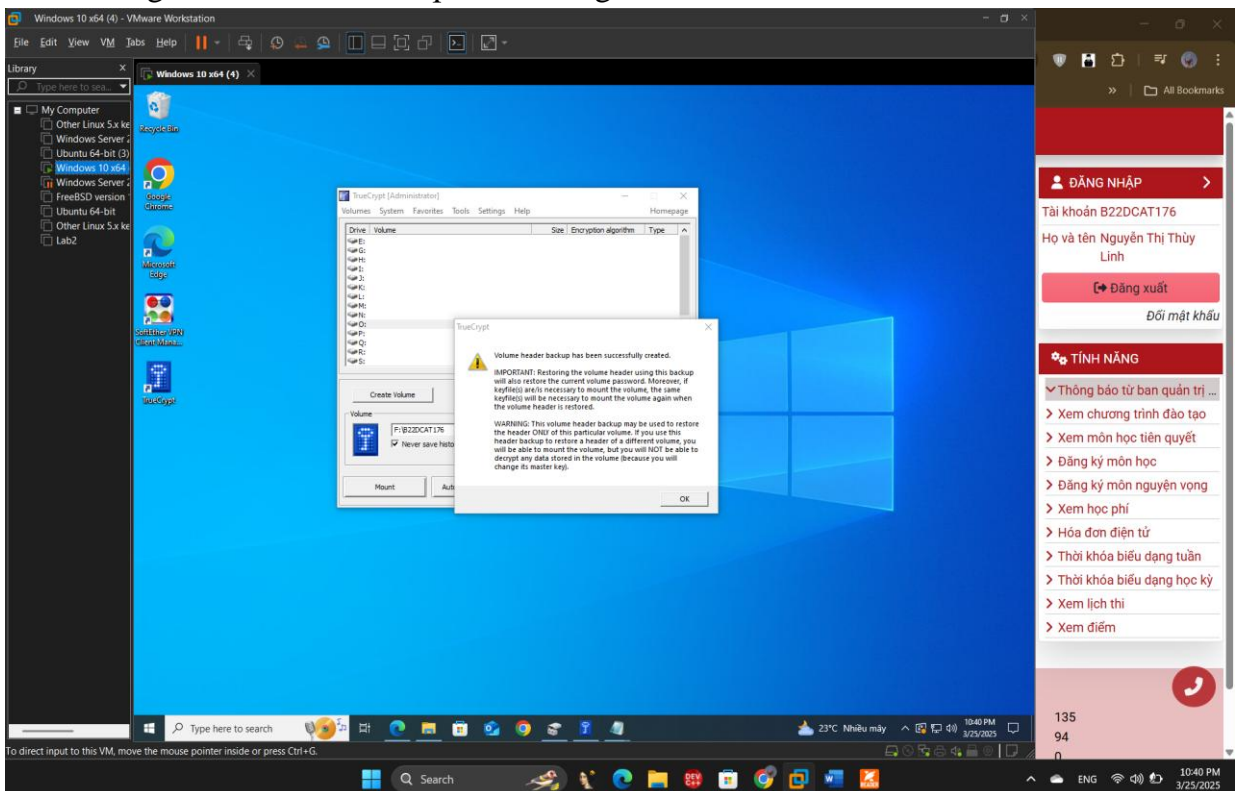 Windows 10 x64 (4) - VMware Workstation
File Edit View VM Tabs Help
Library
Type here to sea...
Windows 10 x64 (4)
My Computer
Other Linux 5.x ke
Windows Server 2
Ubuntu 64-bit (3)
Windows 10 x64
Windows Server 2
FreeBSD version
Ubuntu 64-bit
Other Linux 5.x ke
Lab2
Recycle Bin
Google
Chrome
Microsoft
Edge
SoftEther VPN
Client Mana...
TrueCrypt
TrueCrypt [Administrator]
Volumes System Favorites Tools Settings Help Homepage
Drive Volume Size Encryption algorithm Type
E:
G:
H:
I:
J:
K:
L:
M:
N:
O:
P:
Q:
R:
S:
Create Volume
Volume
F:\B22DCAT176
Never save histo
Mount Aut
TrueCrypt
Volume header backup has been successfully created.
IMPORTANT: Restoring the volume header using this backup
will also restore the current volume password. Moreover, if
keyfile(s) are/is necessary to mount the volume, the same
keyfile(s) will be necessary to mount the volume again when
the volume header is restored.
WARNING: This volume header backup may be used to restore
the header ONLY of this particular volume. If you use this
header backup to restore a header of a different volume, you
will be able to mount the volume, but you will NOT be able to
decrypt any data stored in the volume (because you will
change its master key).
OK
Type here to search
23°C Nhiều mây
10:40 PM
3/25/2025
To direct input to this VM, move the mouse pointer inside or press Ctrl+G.
All Bookmarks
ĐĂNG NHẬP
Tài khoản B22DCAT176
Họ và tên Nguyễn Thị Thùy
Linh
Đăng xuất
Đổi mật khẩu
TÍNH NĂNG
Thông báo từ ban quản trị ...
Xem chương trình đào tạo
Xem môn học tiên quyết
Đăng ký môn học
Đăng ký môn nguyện vọng
Xem học phí
Hóa đơn điện tử
Thời khóa biểu dạng tuần
Thời khóa biểu dạng học kỳ
Xem lịch thi
Xem điểm
135
94
Search
DEV
C++
READER
ENG
10:40 PM
3/25/2025